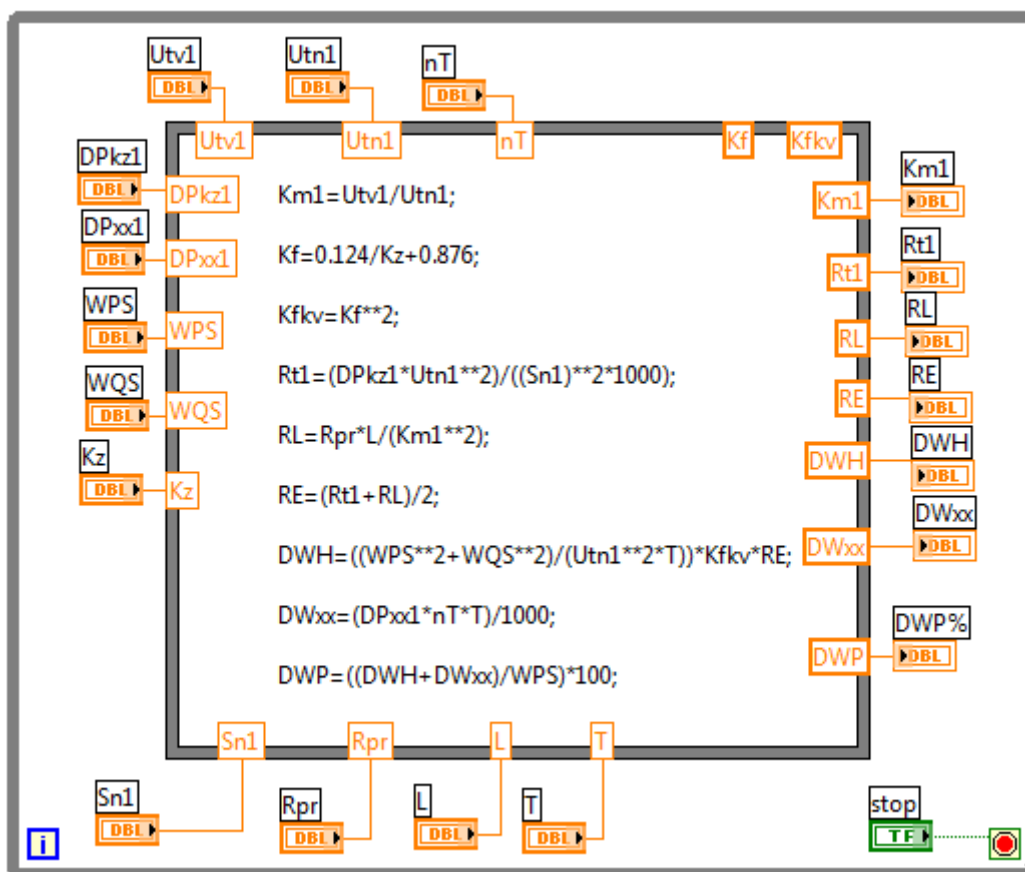 Utv1 Utn1 nT
DBL DBL DBL
Utv1 Utn1 nT Kf Kfkv
DPkz1
DBL DPkz1
DPxx1
DBL DPxx1
WPS
DBL WPS
WQS
DBL WQS
Kz
DBL Kz
Km1=Utv1/Utn1;
Kf=0.124/Kz+0.876;
Kfkv=Kf**2;
Rt1=(DPkz1*Utn1**2)/((Sn1)**2*1000);
RL=Rpr*L/(Km1**2);
RE=(Rt1+RL)/2;
DWH=((WPS**2+WQS**2)/(Utn1**2*T))*Kfkv*RE;
DWxx=(DPxx1*nT*T)/1000;
DWP=((DWH+DWxx)/WPS)*100;
Km1
Km1 DBL
Rt1
Rt1 DBL
RL
RL DBL
RE
RE DBL
DWH
DWH DBL
DWxx
DWxx DBL
DWP%
DWP DBL
Sn1 Rpr L T
Sn1 Rpr L T stop
DBL DBL DBL DBL TF
i